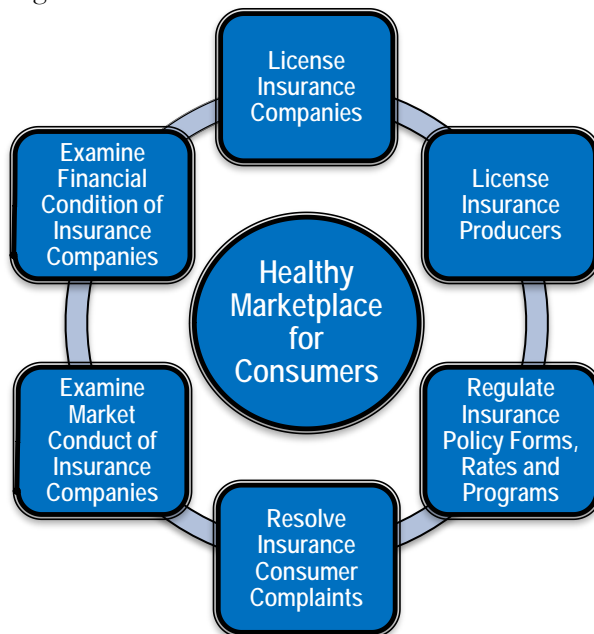 License
Insurance
Companies
License
Insurance
Producers
Regulate
Insurance
Policy Forms,
Rates and
Programs
Resolve
Insurance
Consumer
Complaints
Examine
Market
Conduct of
Insurance
Companies
Examine
Financial
Condition of
Insurance
Companies
Healthy
Marketplace
for
Consumers